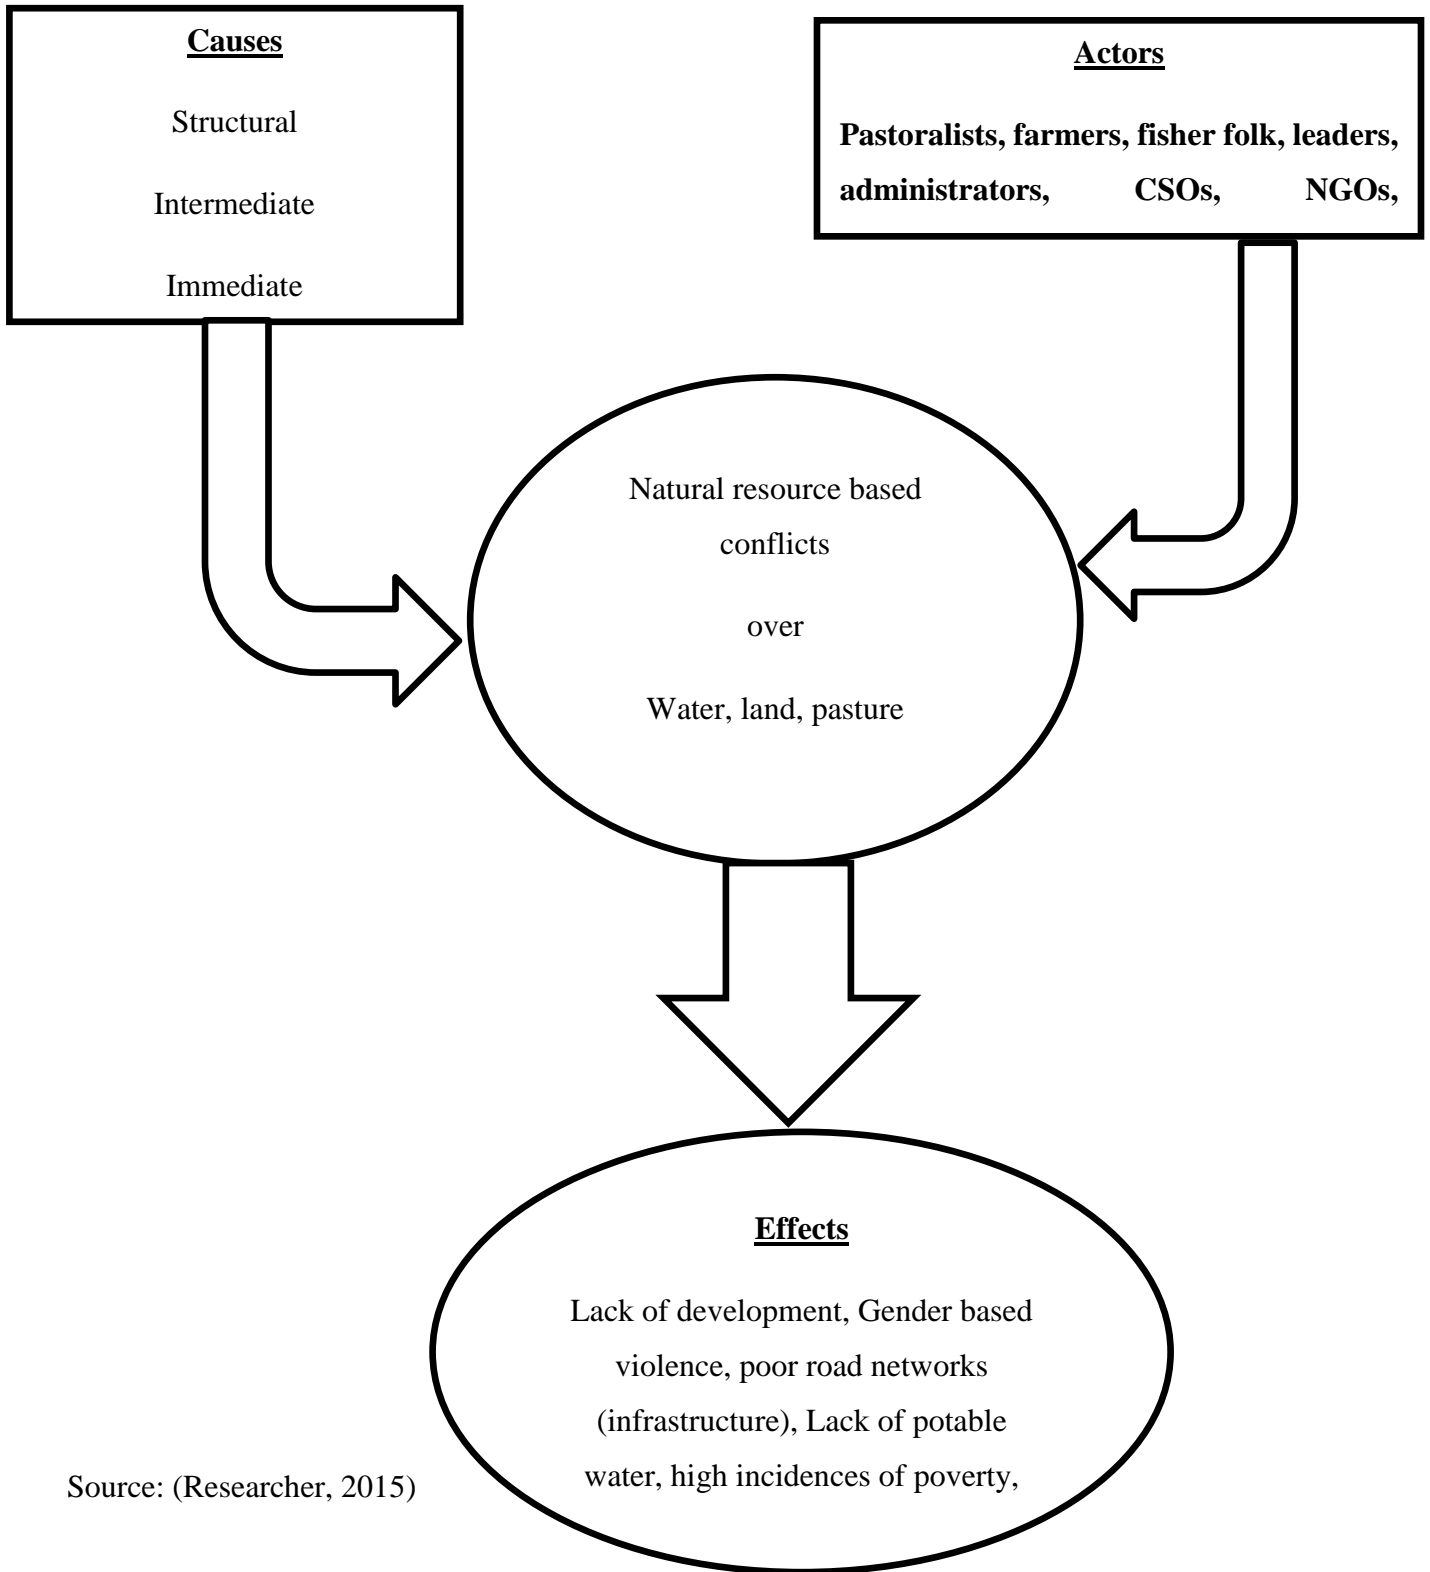 Causes
Structural
Intermediate
Immediate
Actors
Pastoralists, farmers, fisher folk, leaders,
administrators, CSOs, NGOs,
Natural resource based
conflicts
over
Water, land, pasture
Effects
Lack of development, Gender based
violence, poor road networks
(infrastructure), Lack of potable
water, high incidences of poverty,
Source: (Researcher, 2015)